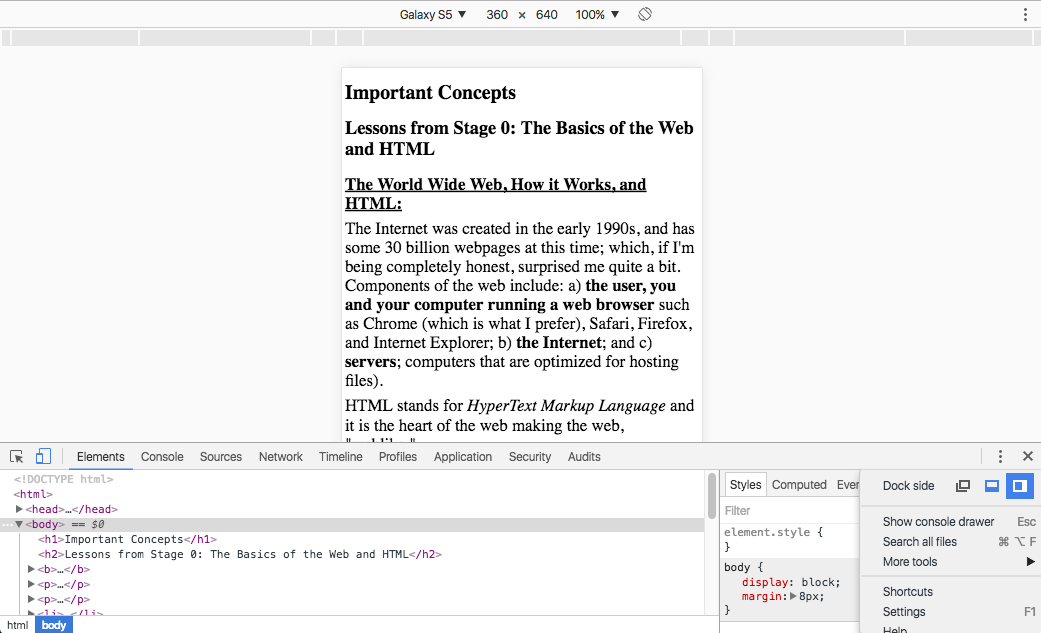 Galaxy S5 ▼ 360 × 640 100% ▼
Important Concepts
Lessons from Stage 0: The Basics of the Web
and HTML
The World Wide Web, How it Works, and
HTML:
The Internet was created in the early 1990s, and has
some 30 billion webpages at this time; which, if I'm
being completely honest, surprised me quite a bit.
Components of the web include: a) the user, you
and your computer running a web browser such
as Chrome (which is what I prefer), Safari, Firefox,
and Internet Explorer; b) the Internet; and c)
servers; computers that are optimized for hosting
files).
HTML stands for HyperText Markup Language and
it is the heart of the web making the web,
Elements Console Sources Network Timeline Profiles Application Security Audits
<!DOCTYPE html>
<html>
▶<head>…</head>
…▼<body> == $0
<h1>Important Concepts</h1>
<h2>Lessons from Stage 0: The Basics of the Web and HTML</h2>
▶<b>…</b>
▶<p>…</p>
▶<p>…</p>
▶<li>…</li>
html body
Styles Computed Ever
Filter
element.style {
}
body {
display: block;
margin:▶8px;
}
Dock side
Show console drawer Esc
Search all files ⌘ ⌥ F
More tools ▶
Shortcuts
Settings F1
Help